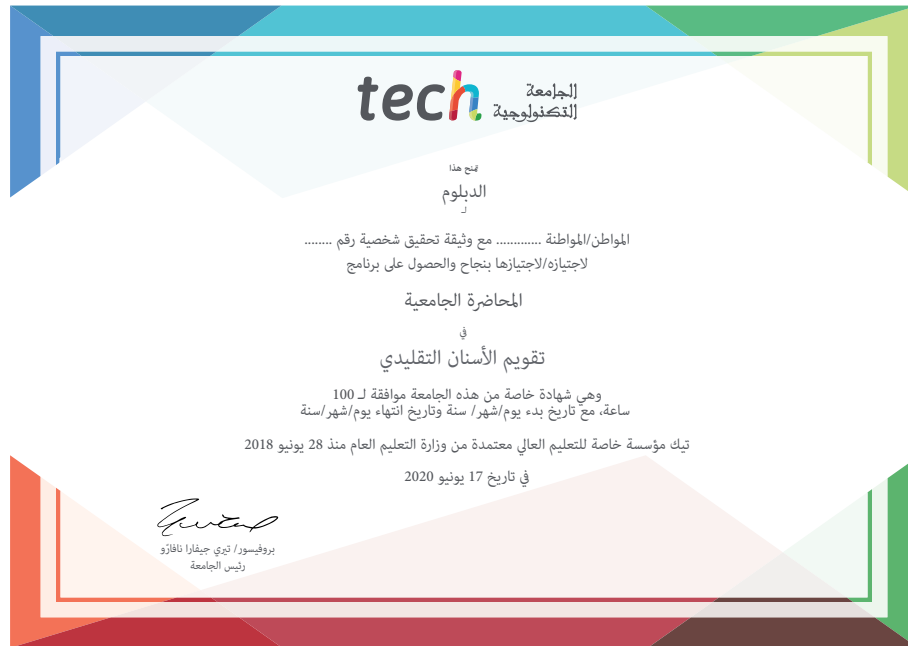 tech الجامعة
التكنولوجية
يمنح هذا
الدبلوم
لـ
المواطن/المواطنة ............. مع وثيقة تحقيق شخصية رقم ........
لاجتيازه/لاجتيازها بنجاح والحصول على برنامج
المحاضرة الجامعية
في
تقويم الأسنان التقليدي
وهي شهادة خاصة من هذه الجامعة موافقة لـ 100
ساعة، مع تاريخ بدء يوم/شهر/ سنة وتاريخ انتهاء يوم/شهر/سنة
تيك مؤسسة خاصة للتعليم العالي معتمدة من وزارة التعليم العام منذ 28 يونيو 2018
في تاريخ 17 يونيو 2020
بروفيسور/ تيري جيفارا نافارّو
رئيس الجامعة